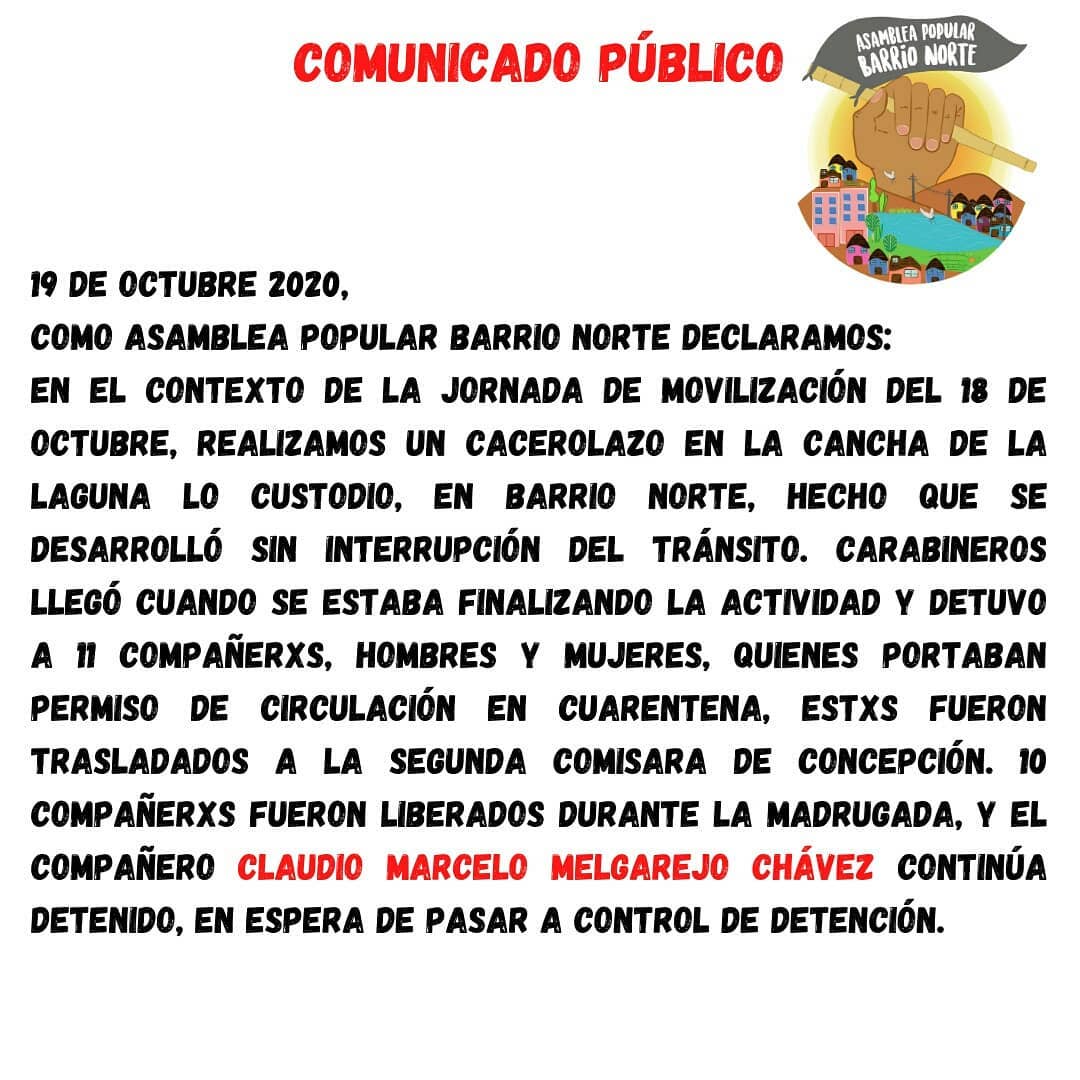 COMUNICADO PÚBLICO
ASAMBLEA POPULAR
BARRIO NORTE
19 DE OCTUBRE 2020,
COMO ASAMBLEA POPULAR BARRIO NORTE DECLARAMOS:
EN EL CONTEXTO DE LA JORNADA DE MOVILIZACIÓN DEL 18 DE
OCTUBRE, REALIZAMOS UN CACEROLAZO EN LA CANCHA DE LA
LAGUNA LO CUSTODIO, EN BARRIO NORTE, HECHO QUE SE
DESARROLLÓ SIN INTERRUPCIÓN DEL TRÁNSITO. CARABINEROS
LLEGÓ CUANDO SE ESTABA FINALIZANDO LA ACTIVIDAD Y DETUVO
A 11 COMPAÑERXS, HOMBRES Y MUJERES, QUIENES PORTABAN
PERMISO DE CIRCULACIÓN EN CUARENTENA, ESTXS FUERON
TRASLADADOS A LA SEGUNDA COMISARA DE CONCEPCIÓN. 10
COMPAÑERXS FUERON LIBERADOS DURANTE LA MADRUGADA, Y EL
COMPAÑERO CLAUDIO MARCELO MELGAREJO CHÁVEZ CONTINÚA
DETENIDO, EN ESPERA DE PASAR A CONTROL DE DETENCIÓN.